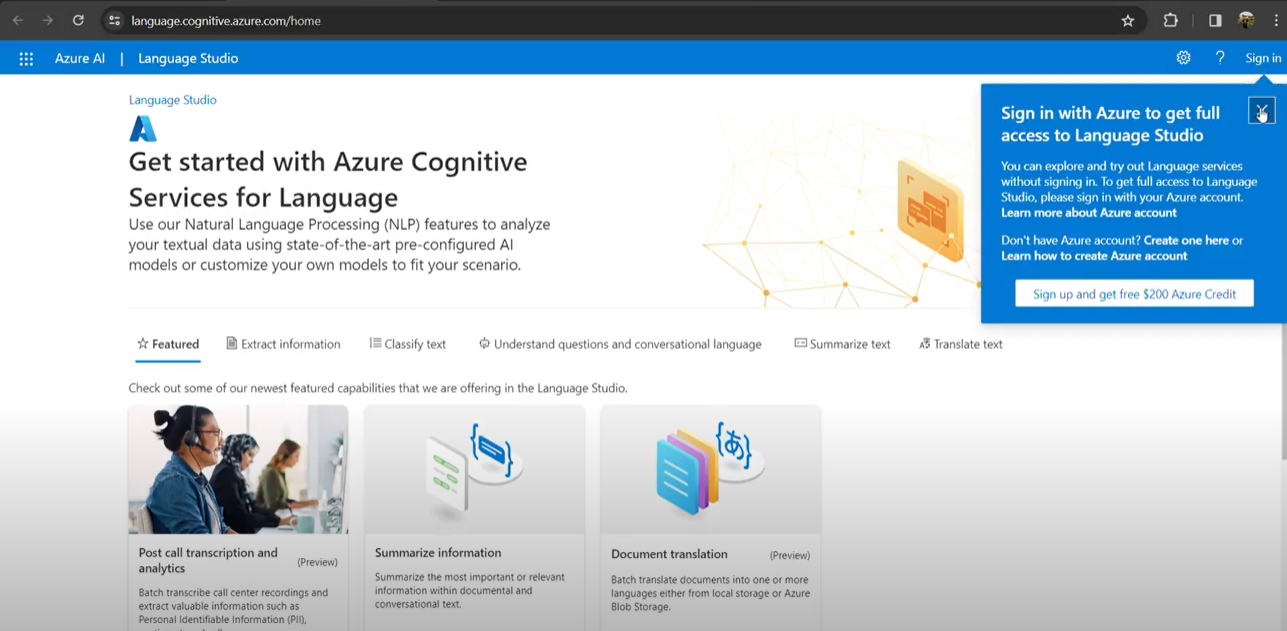 language.cognitive.azure.com/home
Azure AI | Language Studio
? Sign in
Language Studio
Get started with Azure Cognitive
Services for Language
Use our Natural Language Processing (NLP) features to analyze
your textual data using state-of-the-art pre-configured AI
models or customize your own models to fit your scenario.
Sign in with Azure to get full
access to Language Studio
You can explore and try out Language services
without signing in. To get full access to Language
Studio, please sign in with your Azure account.
Learn more about Azure account
Don't have Azure account? Create one here or
Learn how to create Azure account
Sign up and get free $200 Azure Credit
Featured Extract information Classify text Understand questions and conversational language Summarize text Translate text
Check out some of our newest featured capabilities that we are offering in the Language Studio.
Post call transcription and
analytics (Preview)
Batch transcribe call center recordings and
extract valuable information such as
Personal Identifiable Information (PII),
Summarize information
Summarize the most important or relevant
information within documental and
conversational text.
あ
Document translation (Preview)
Batch translate documents into one or more
languages either from local storage or Azure
Blob Storage.